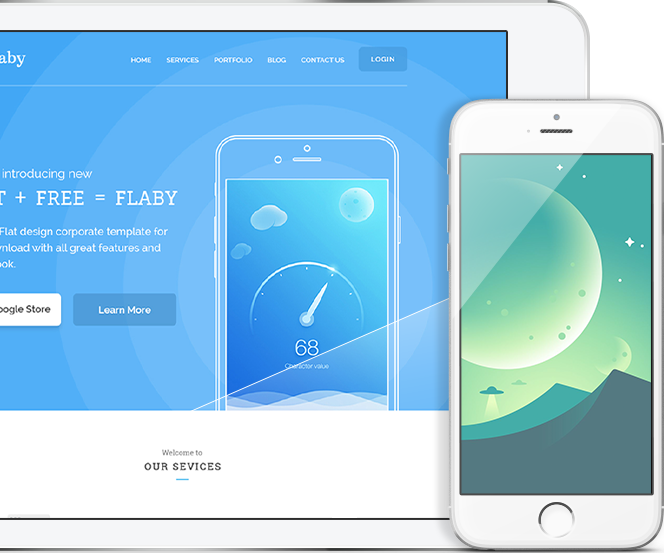 aby
HOME SERVICES PORTFOLIO BLOG CONTACT US LOGIN
introducing new
T + FREE = FLABY
Flat design corporate template for
wnload with all great features and
ook.
oogle Store
Learn More
68
Character value
Welcome to
OUR SEVICES